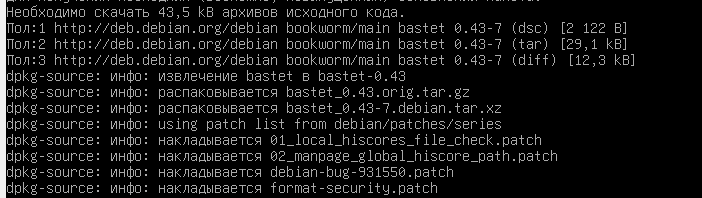 Необходимо скачать 43,5 kB архивов исходного кода.
Пол:1 http://deb.debian.org/debian bookworm/main bastet 0.43-7 (dsc) [2 122 B]
Пол:2 http://deb.debian.org/debian bookworm/main bastet 0.43-7 (tar) [29,1 kB]
Пол:3 http://deb.debian.org/debian bookworm/main bastet 0.43-7 (diff) [12,3 kB]
dpkg-source: инфо: извлечение bastet в bastet-0.43
dpkg-source: инфо: распаковывается bastet_0.43.orig.tar.gz
dpkg-source: инфо: распаковывается bastet_0.43-7.debian.tar.xz
dpkg-source: инфо: using patch list from debian/patches/series
dpkg-source: инфо: накладывается 01_local_hiscores_file_check.patch
dpkg-source: инфо: накладывается 02_manpage_global_hiscore_path.patch
dpkg-source: инфо: накладывается debian-bug-931550.patch
dpkg-source: инфо: накладывается format-security.patch